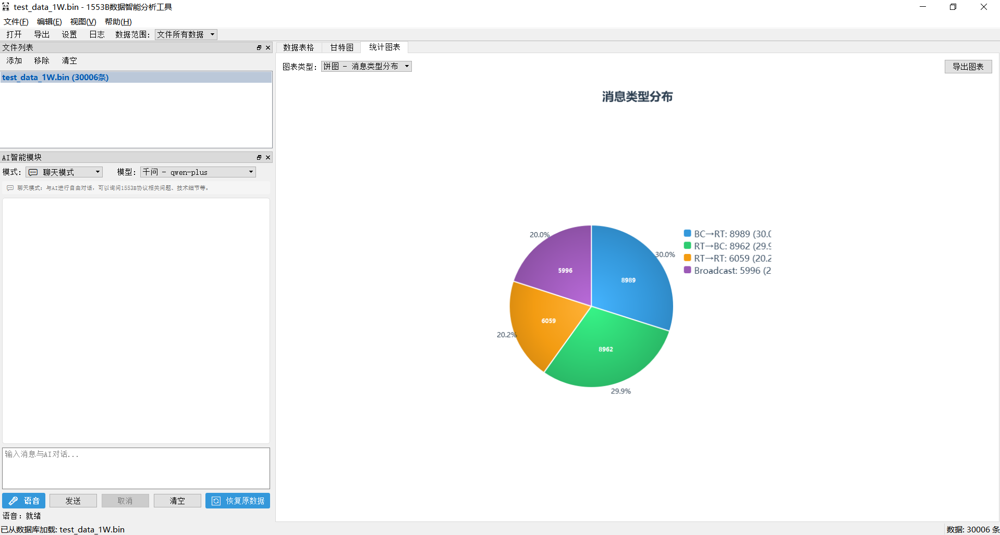 test_data_1W.bin - 1553B数据智能分析工具
文件(F) 编辑(E) 视图(V) 帮助(H)
打开 导出 设置 日志 数据范围: 文件所有数据
文件列表
添加 移除 清空
test_data_1W.bin (30006条)
AI智能模块
模式: 聊天模式 模型: 千问 - qwen-plus
聊天模式: 与AI进行自由对话, 可以询问1553B协议相关问题、技术细节等。
输入消息与AI对话...
语音 发送 取消 清空 恢复原数据
语音: 就绪
已从数据库加载: test_data_1W.bin
数据表格 甘特图 统计图表
图表类型: 饼图 - 消息类型分布 导出图表
消息类型分布
20.0%
30.0%
5996
8989
6059
20.2%
8962
29.9%
BC→RT: 8989 (30.0
RT→BC: 8962 (29.9
RT→RT: 6059 (20.2
Broadcast: 5996 (2
数据: 30006 条